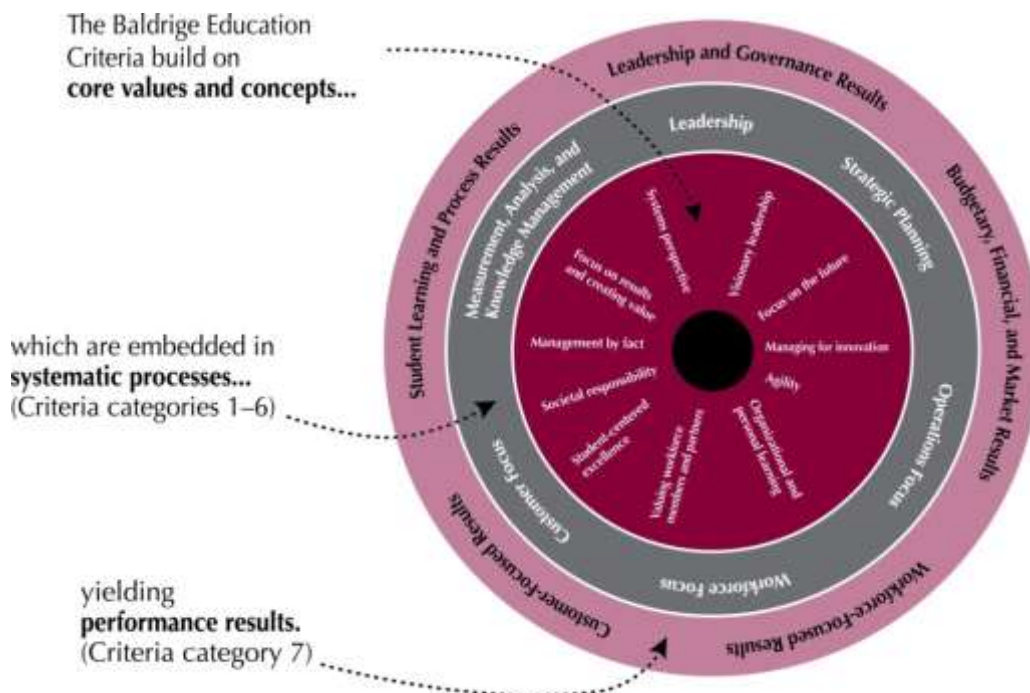 The Baldrige Education
Criteria build on
core values and concepts...
which are embedded in
systematic processes...
(Criteria categories 1–6)
yielding
performance results.
(Criteria category 7)
Leadership and Governance Results
Budgetary, Financial, and Market Results
Workforce-Focused Results
Customer-Focused Results
Student Learning and Process Results
Leadership
Strategic Planning
Operations Focus
Workforce Focus
Customer Focus
Measurement, Analysis, and
Knowledge Management
Systems perspective
Visionary leadership
Focus on the future
Managing for innovation
Agility
Organizational and
personal learning
Valuing workforce
members and partners
Student-centered
excellence
Societal responsibility
Management by fact
Focus on results
and creating value